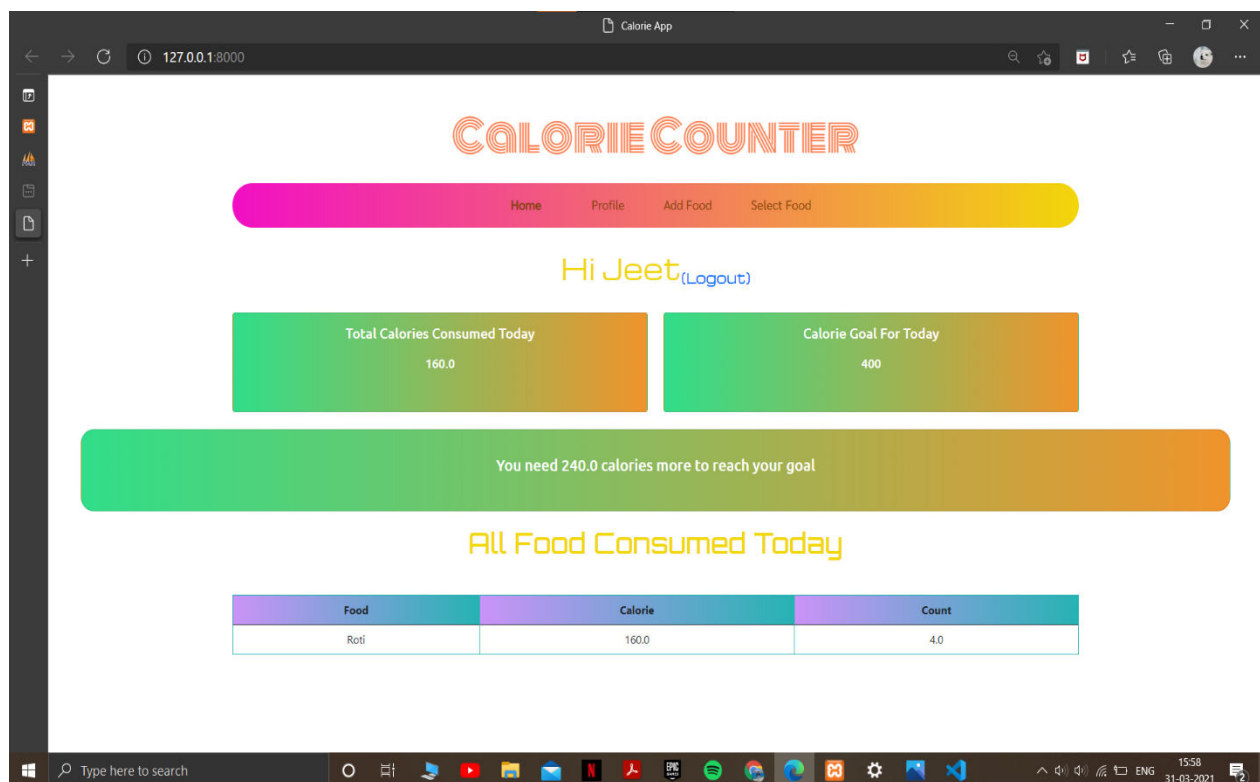 Calorie App
127.0.0.1:8000
Calorie Counter
Home Profile Add Food Select Food
Hi Jeet(Logout)
Total Calories Consumed Today
160.0
Calorie Goal For Today
400
You need 240.0 calories more to reach your goal
All Food Consumed Today
Food Calorie Count
Roti 160.0 4.0
Type here to search
EPIC GAMES
ENG
15:58
31-03-2021